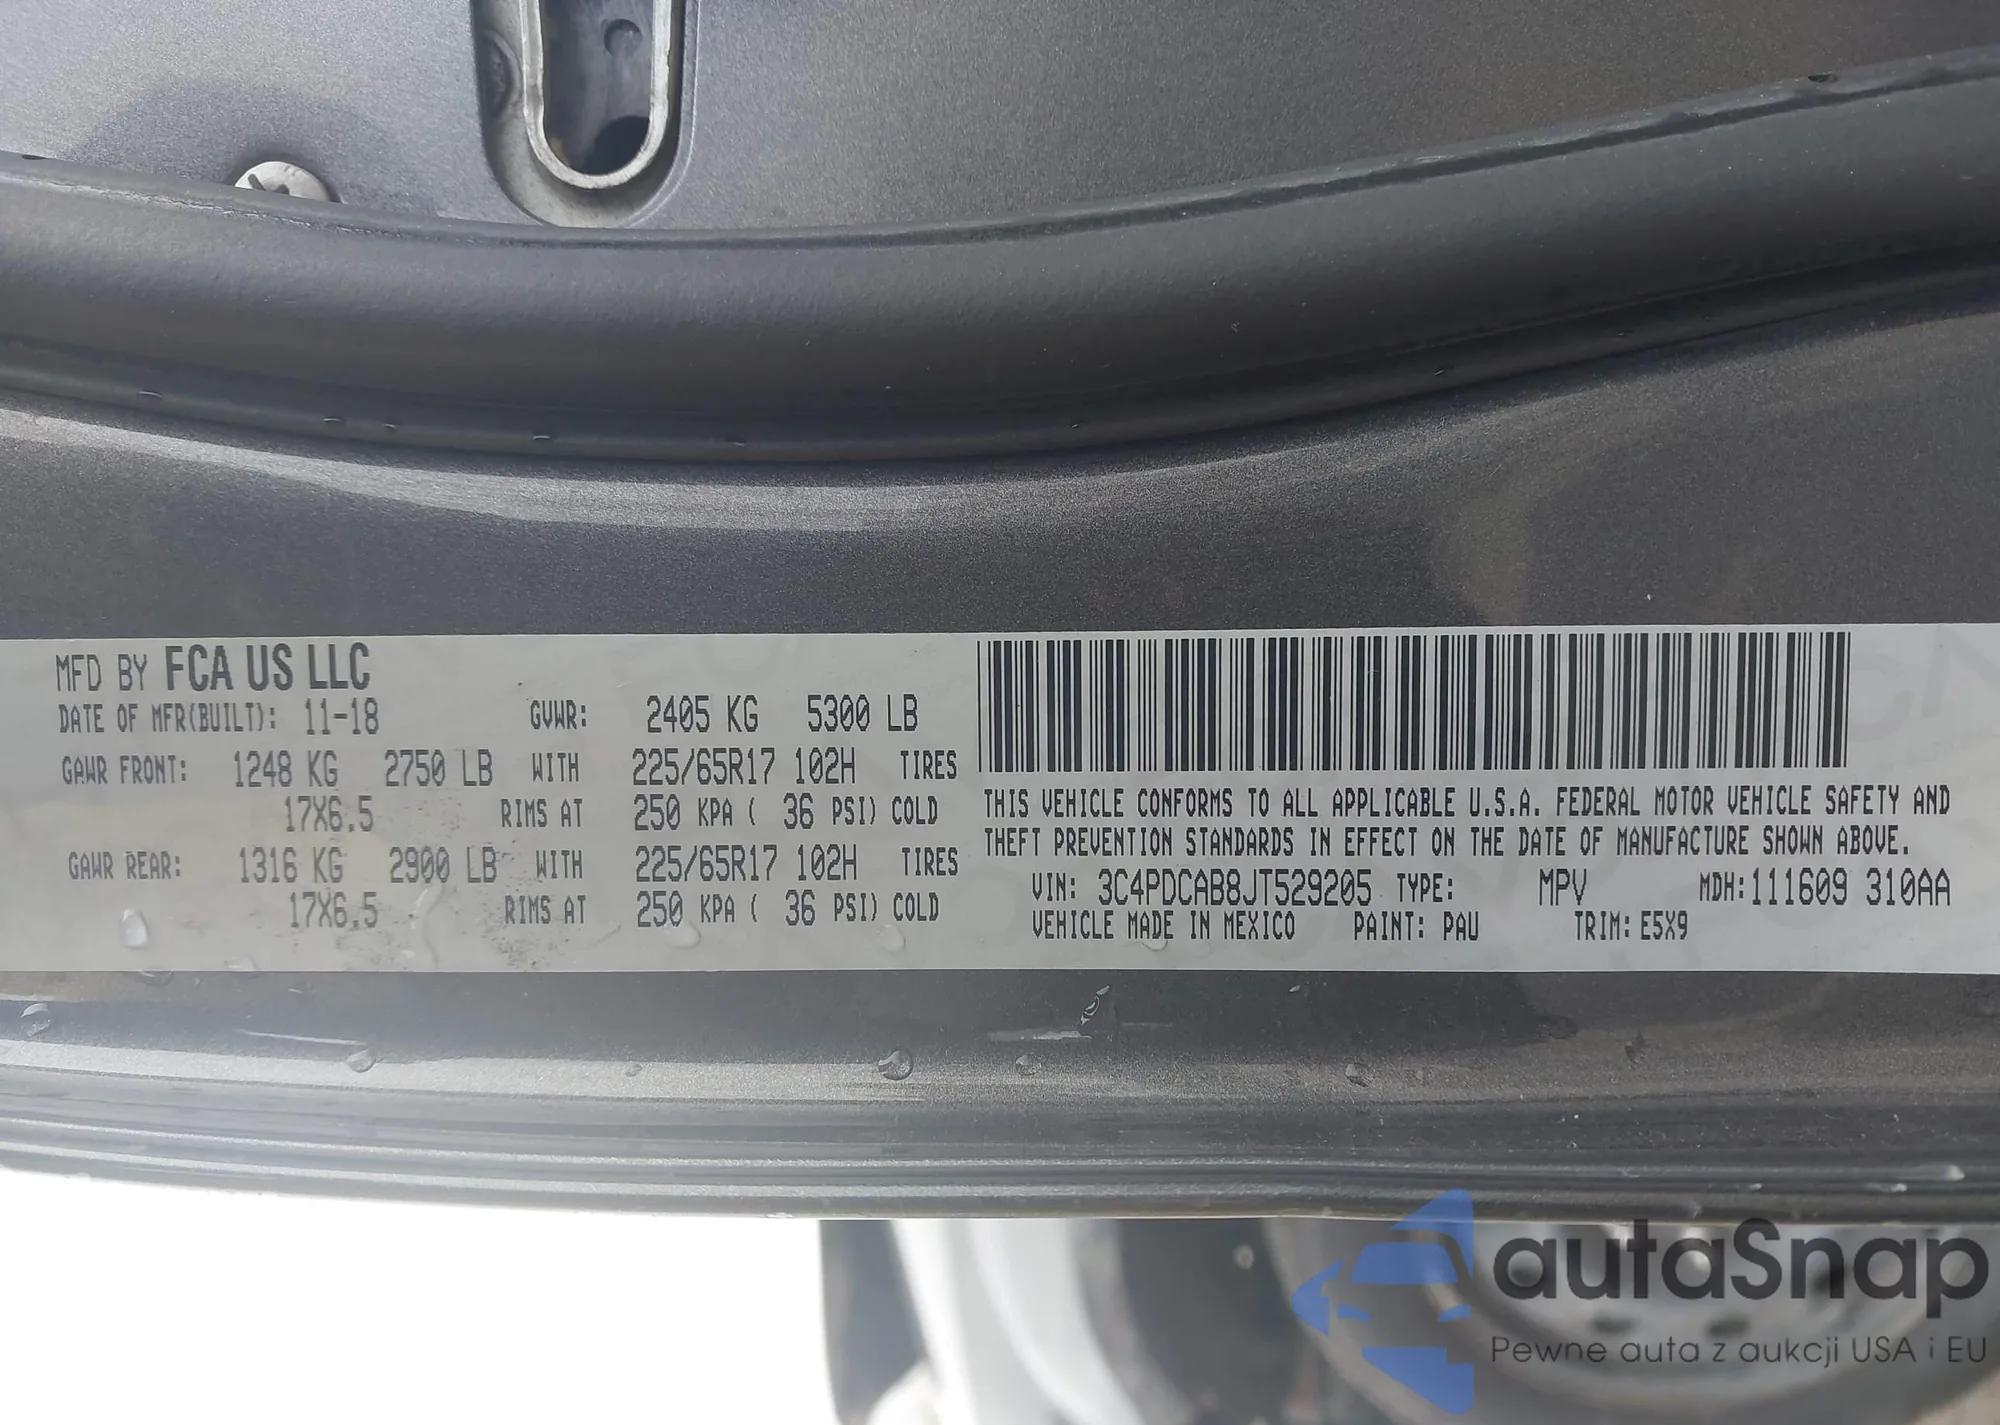 MFD BY FCA US LLC
DATE OF MFR(BUILT): 11-18 GVWR: 2405 KG 5300 LB
GAWR FRONT: 1248 KG 2750 LB WITH 225/65R17 102H TIRES
17X6.5 RIMS AT 250 KPA ( 36 PSI) COLD
GAWR REAR: 1316 KG 2900 LB WITH 225/65R17 102H TIRES
17X6.5 RIMS AT 250 KPA ( 36 PSI) COLD
THIS VEHICLE CONFORMS TO ALL APPLICABLE U.S.A. FEDERAL MOTOR VEHICLE SAFETY AND
THEFT PREVENTION STANDARDS IN EFFECT ON THE DATE OF MANUFACTURE SHOWN ABOVE.
VIN: 3C4PDCAB8JT529205 TYPE: MPV MDH:111609 310AA
VEHICLE MADE IN MEXICO PAINT: PAU TRIM: E5X9
autaSnap
Pewne auta z aukcji USA i EU